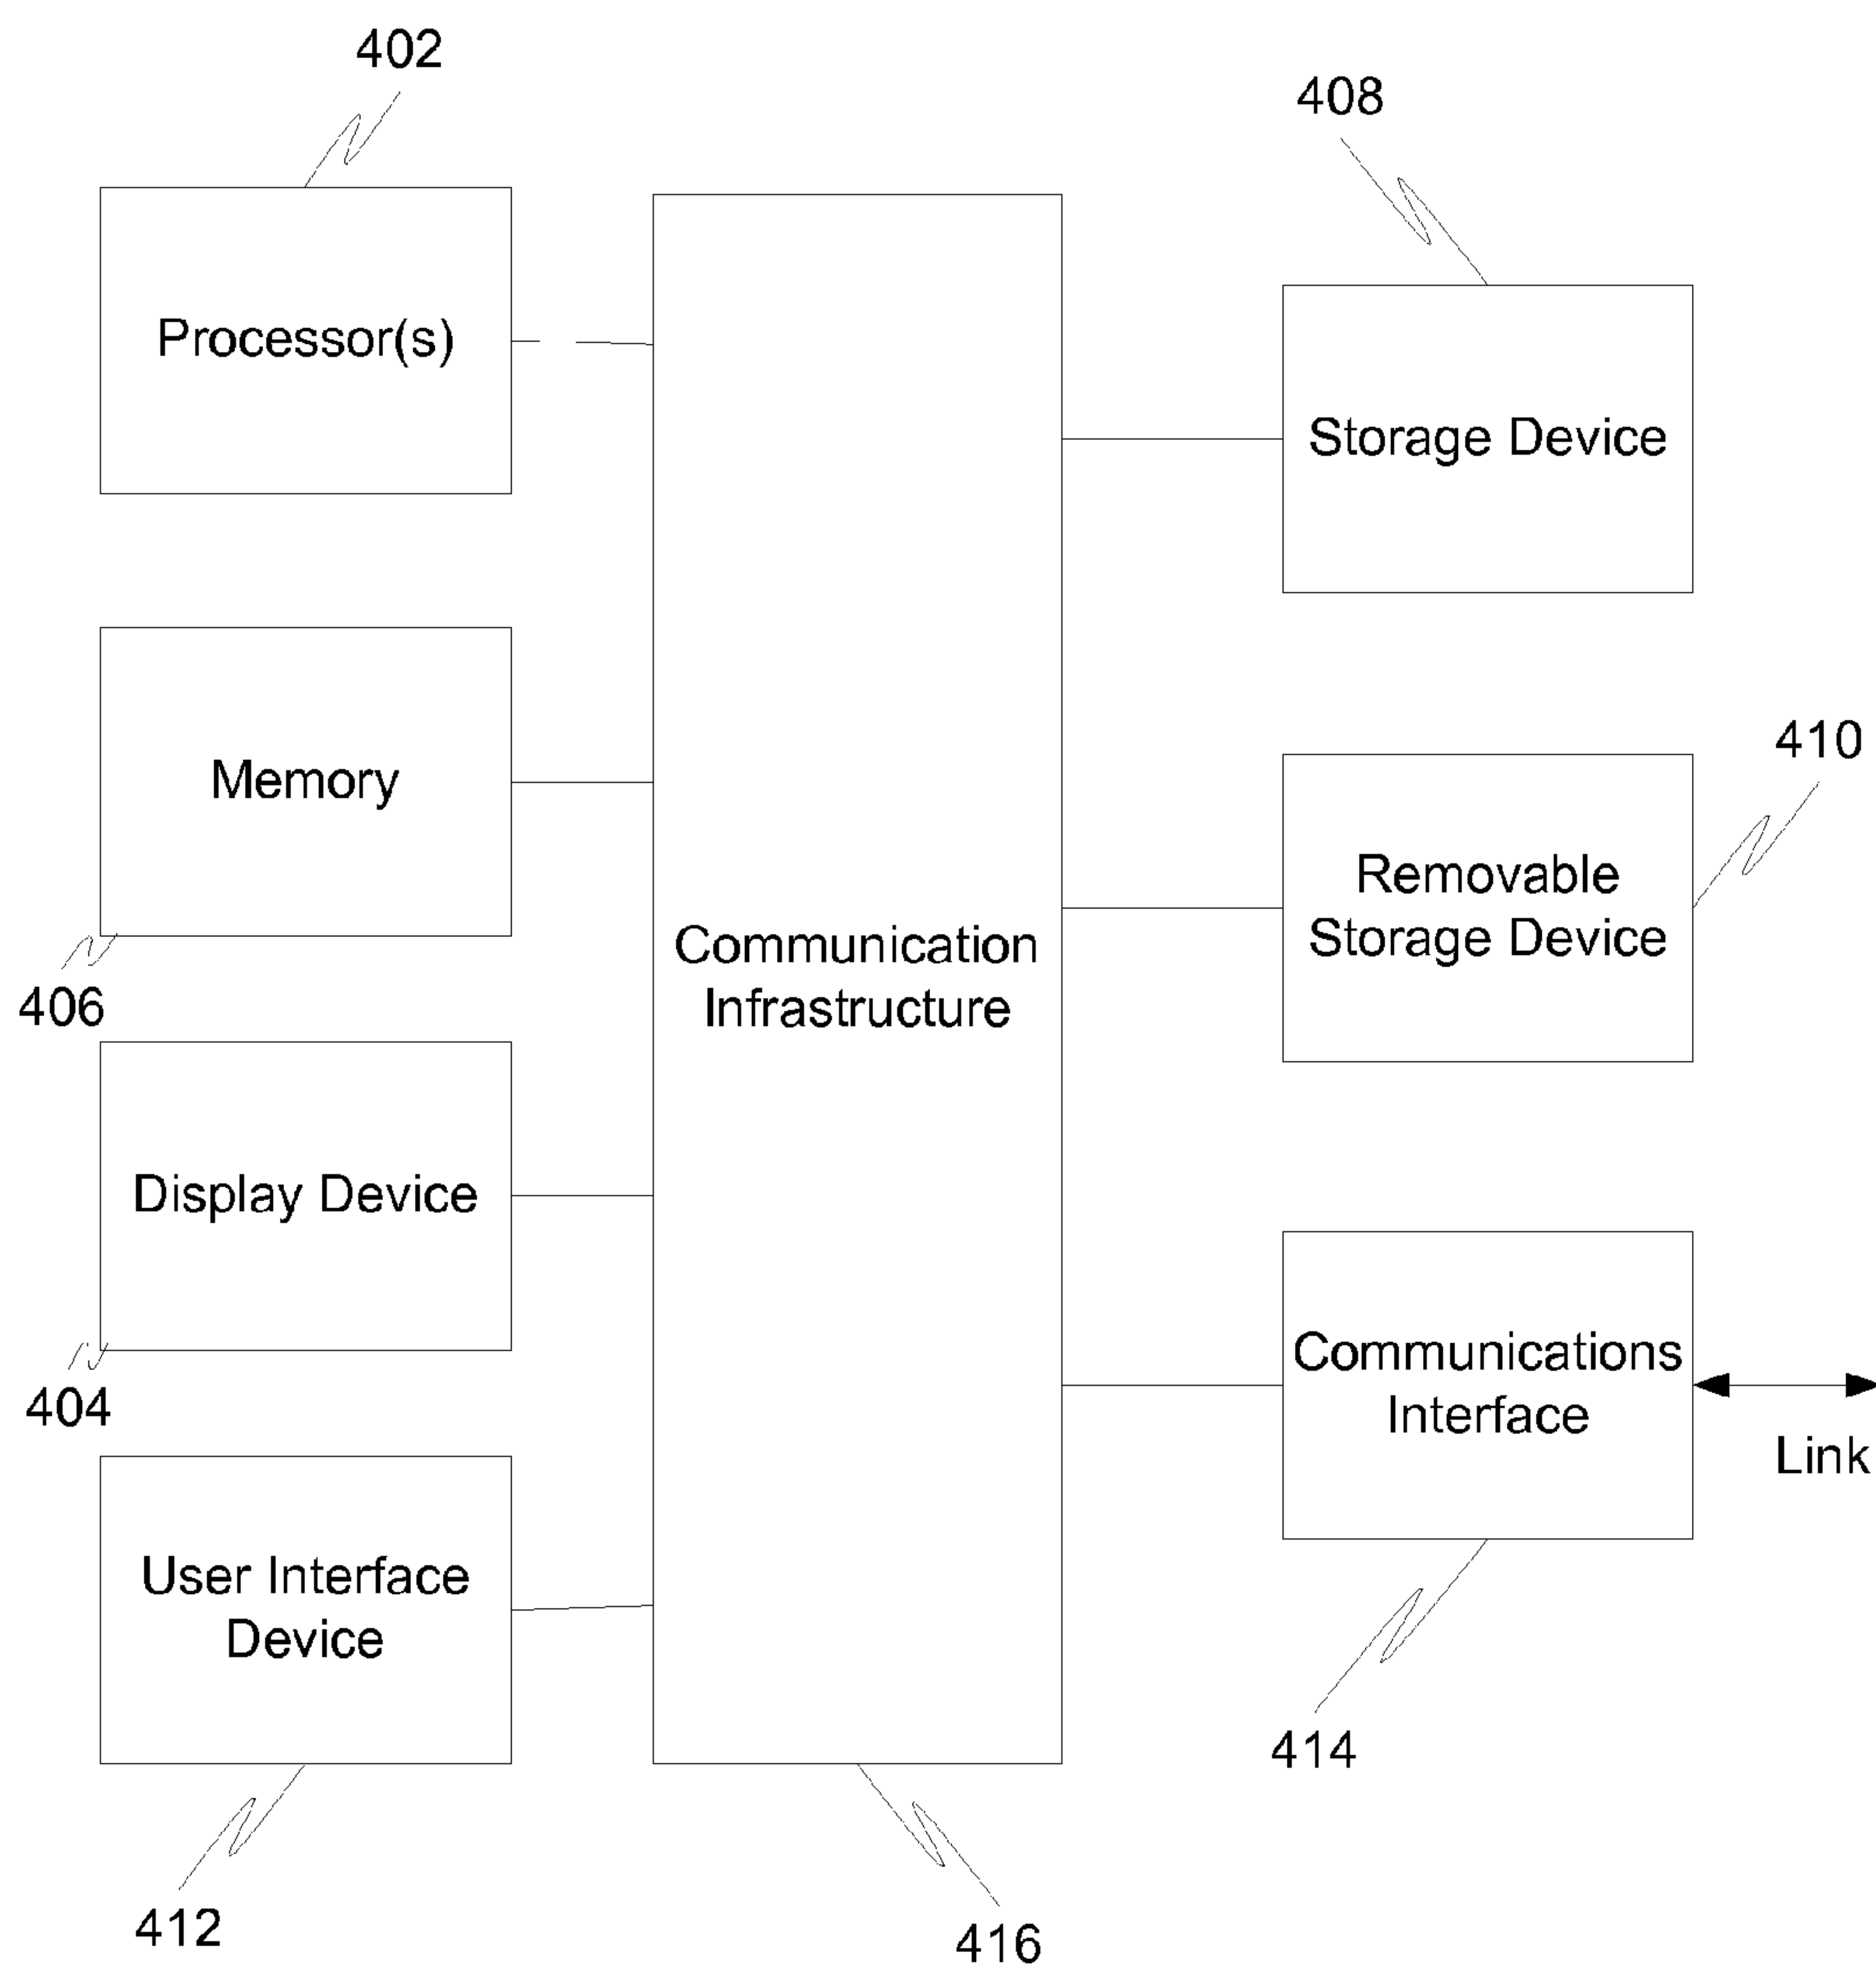 402
408
Processor(s)
Storage Device
Memory
410
Removable
Storage Device
Communication
Infrastructure
406
Display Device
Communications
Interface
404
Link
User Interface
Device
414
412
416